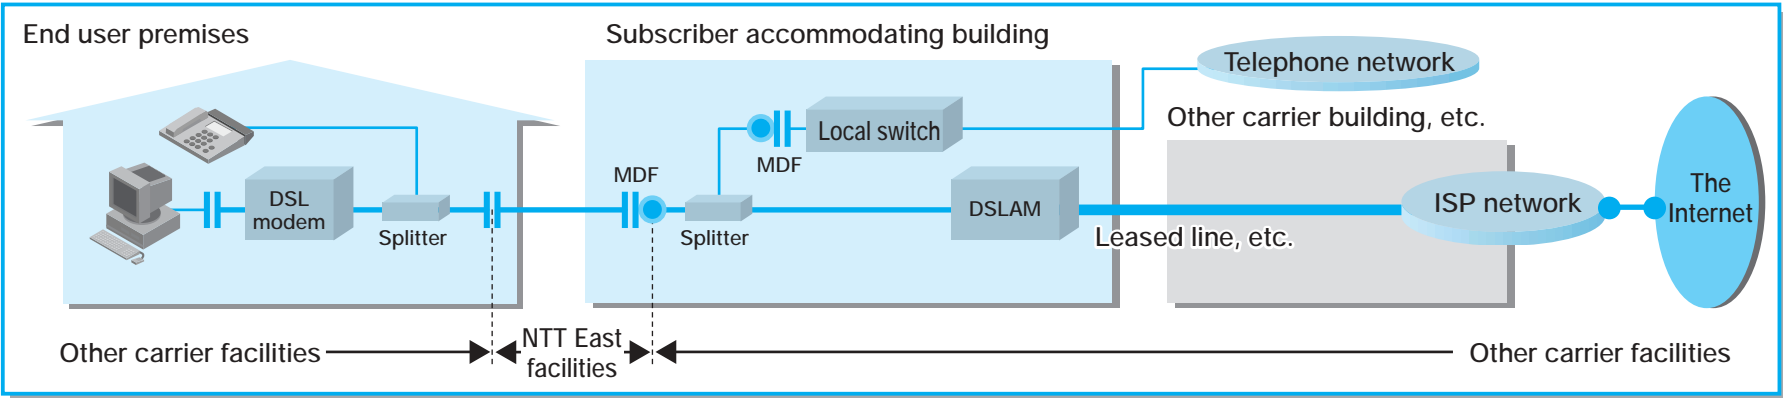 End user premises
Subscriber accommodating building
Telephone network
Other carrier building, etc.
Local switch
MDF
MDF
DSL
modem
Splitter
Splitter
DSLAM
Leased line, etc.
ISP network
The
Internet
Other carrier facilities
NTT East
facilities
Other carrier facilities